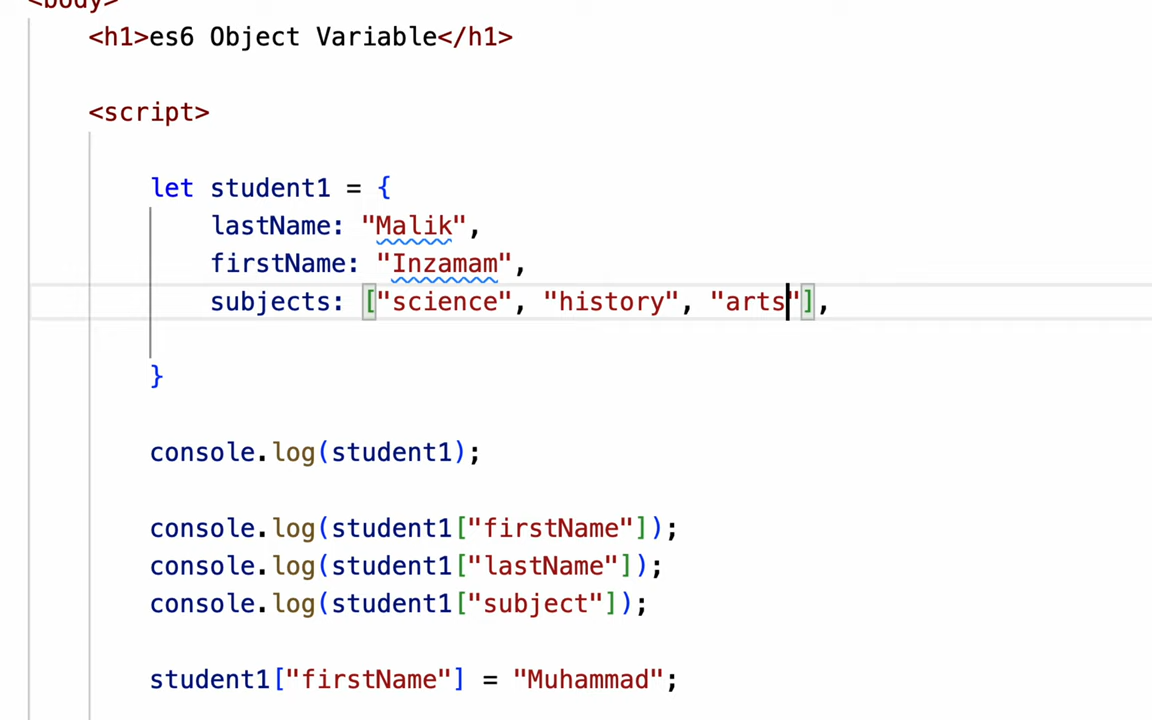 <body>
<h1>es6 Object Variable</h1>
<script>
let student1 = {
lastName: "Malik",
firstName: "Inzamam",
subjects: ["science", "history", "arts"],
}
console.log(student1);
console.log(student1["firstName"]);
console.log(student1["lastName"]);
console.log(student1["subject"]);
student1["firstName"] = "Muhammad";